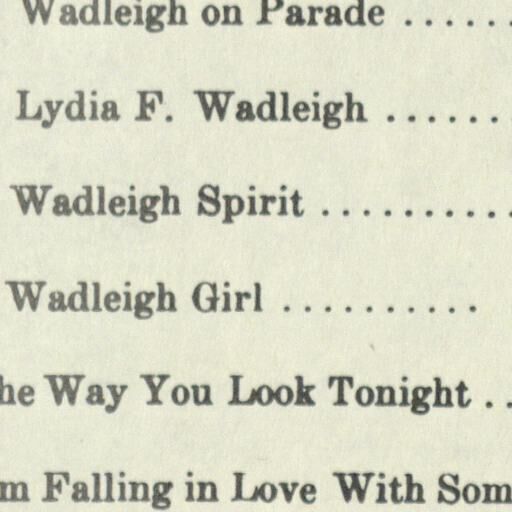 Wadleigh on Parade ......
Lydia F. Wadleigh ......
Wadleigh Spirit ..........
Wadleigh Girl ..........
he Way You Look Tonight ..
m Falling in Love With Som